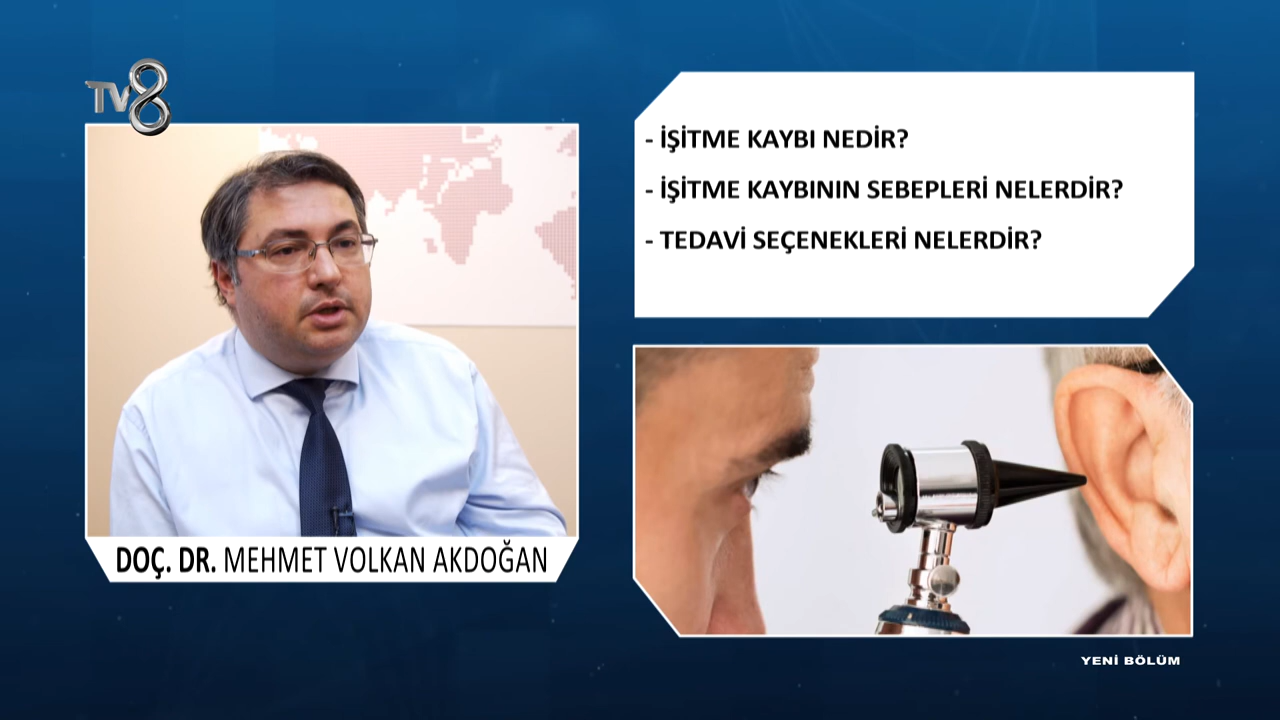 TV8
- İŞİTME KAYBI NEDİR?
- İŞİTME KAYBININ SEBEPLERİ NELERDİR?
- TEDAVİ SEÇENEKLERİ NELERDİR?
DOÇ. DR. MEHMET VOLKAN AKDOĞAN
YENİ BÖLÜM